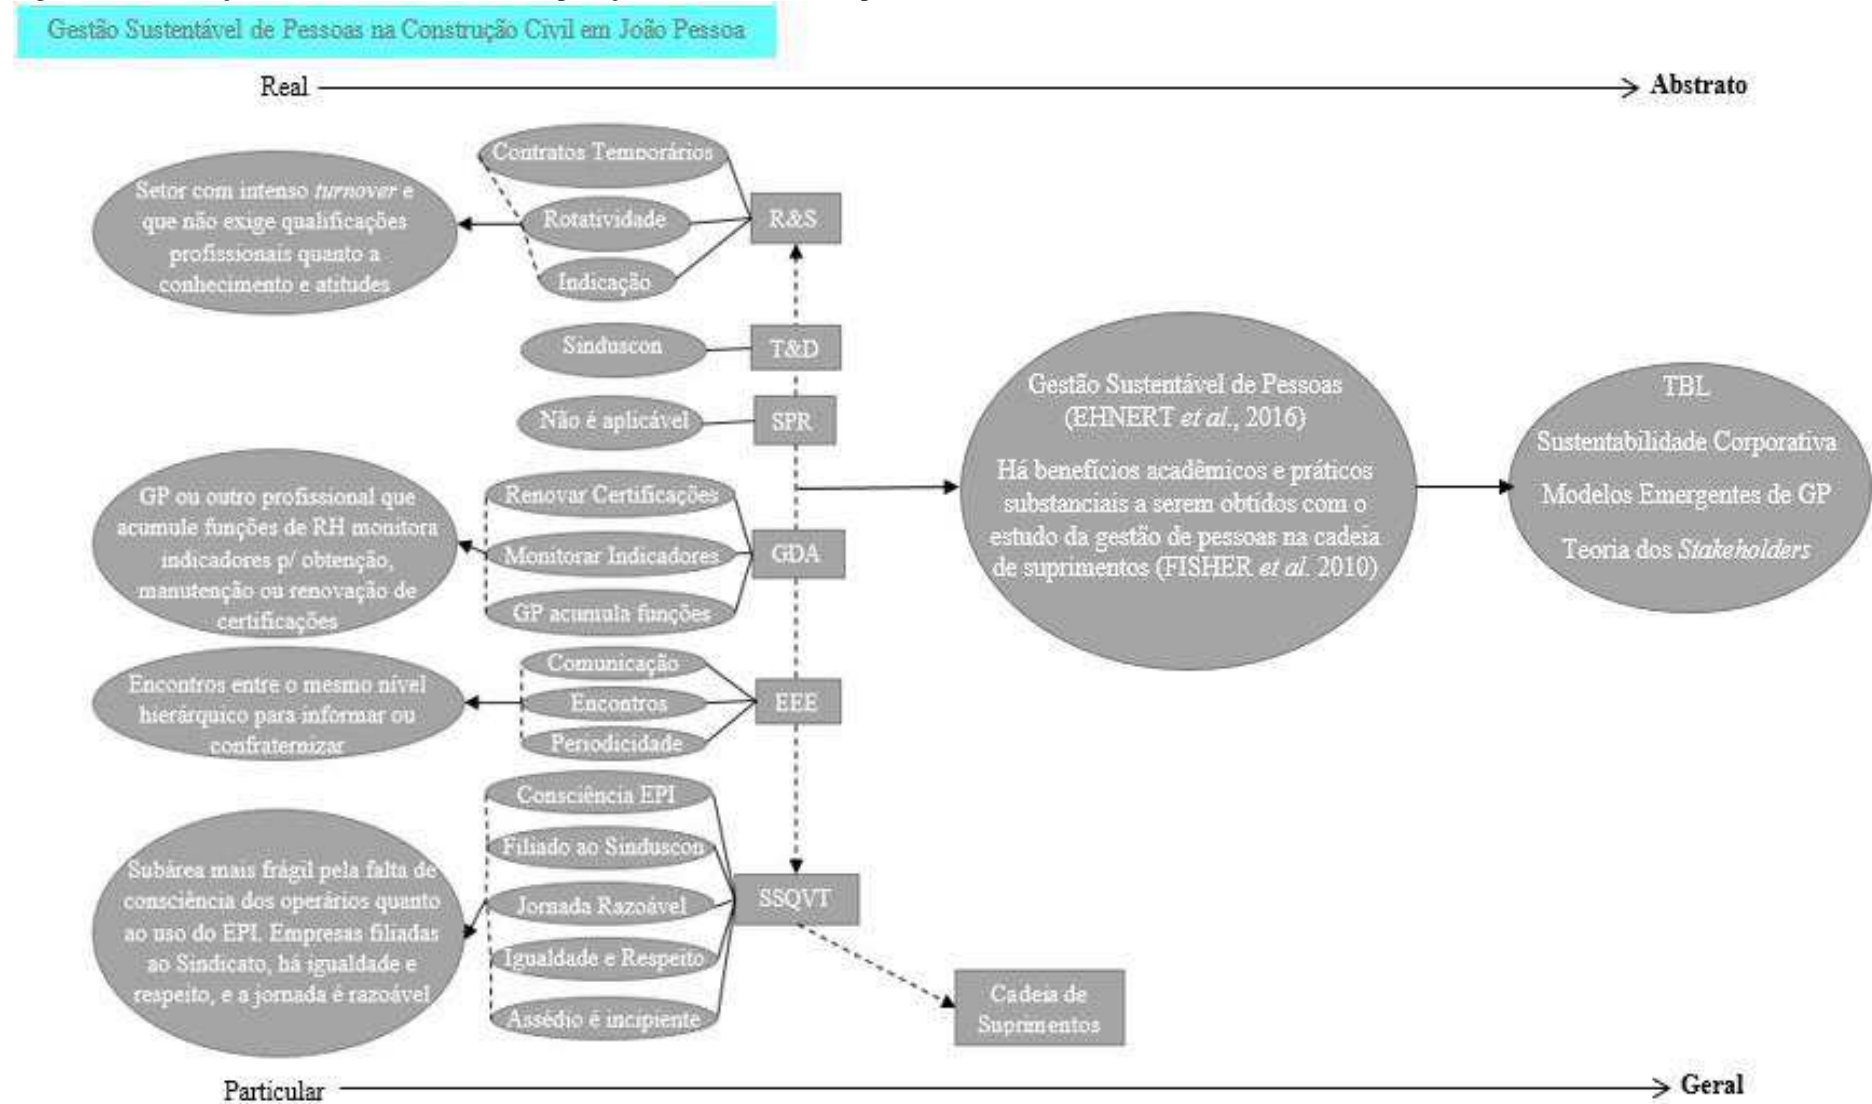 Gestão Sustentável de Pessoas na Construção Civil em João Pessoa
Real
Abstrato
Setor com intenso turnover e
que não exige qualificações
profissionais quanto a
conhecimento e atitudes
Contratos Temporários
Rotatividade
Indicação
R&S
Sinduscon
T&D
Não é aplicável
SPR
GP ou outro profissional que
acumule funções de RH monitora
indicadores p/ obtenção,
manutenção ou renovação de
certificações
Renovar Certificações
Monitorar Indicadores
GP acumula funções
GDA
Encontros entre o mesmo nível
hierárquico para informar ou
confraternizar
Comunicação
Encontros
Periodicidade
EEE
Subárea mais frágil pela falta de
consciência dos operários quanto
ao uso do EPI. Empresas filiadas
ao Sindicato, há igualdade e
respeito, e a jornada é razoável
Consciência EPI
Filiado ao Sinduscon
Jornada Razoável
Igualdade e Respeito
Assédio é incipiente
SSQVT
Cadeia de
Suprimentos
Gestão Sustentável de Pessoas
(EHNERT et al., 2016)
Há benefícios acadêmicos e práticos
substanciais a serem obtidos com o
estudo da gestão de pessoas na cadeia
de suprimentos (FISHER et al. 2010)
TBL
Sustentabilidade Corporativa
Modelos Emergentes de GP
Teoria dos Stakeholders
Particular
Geral